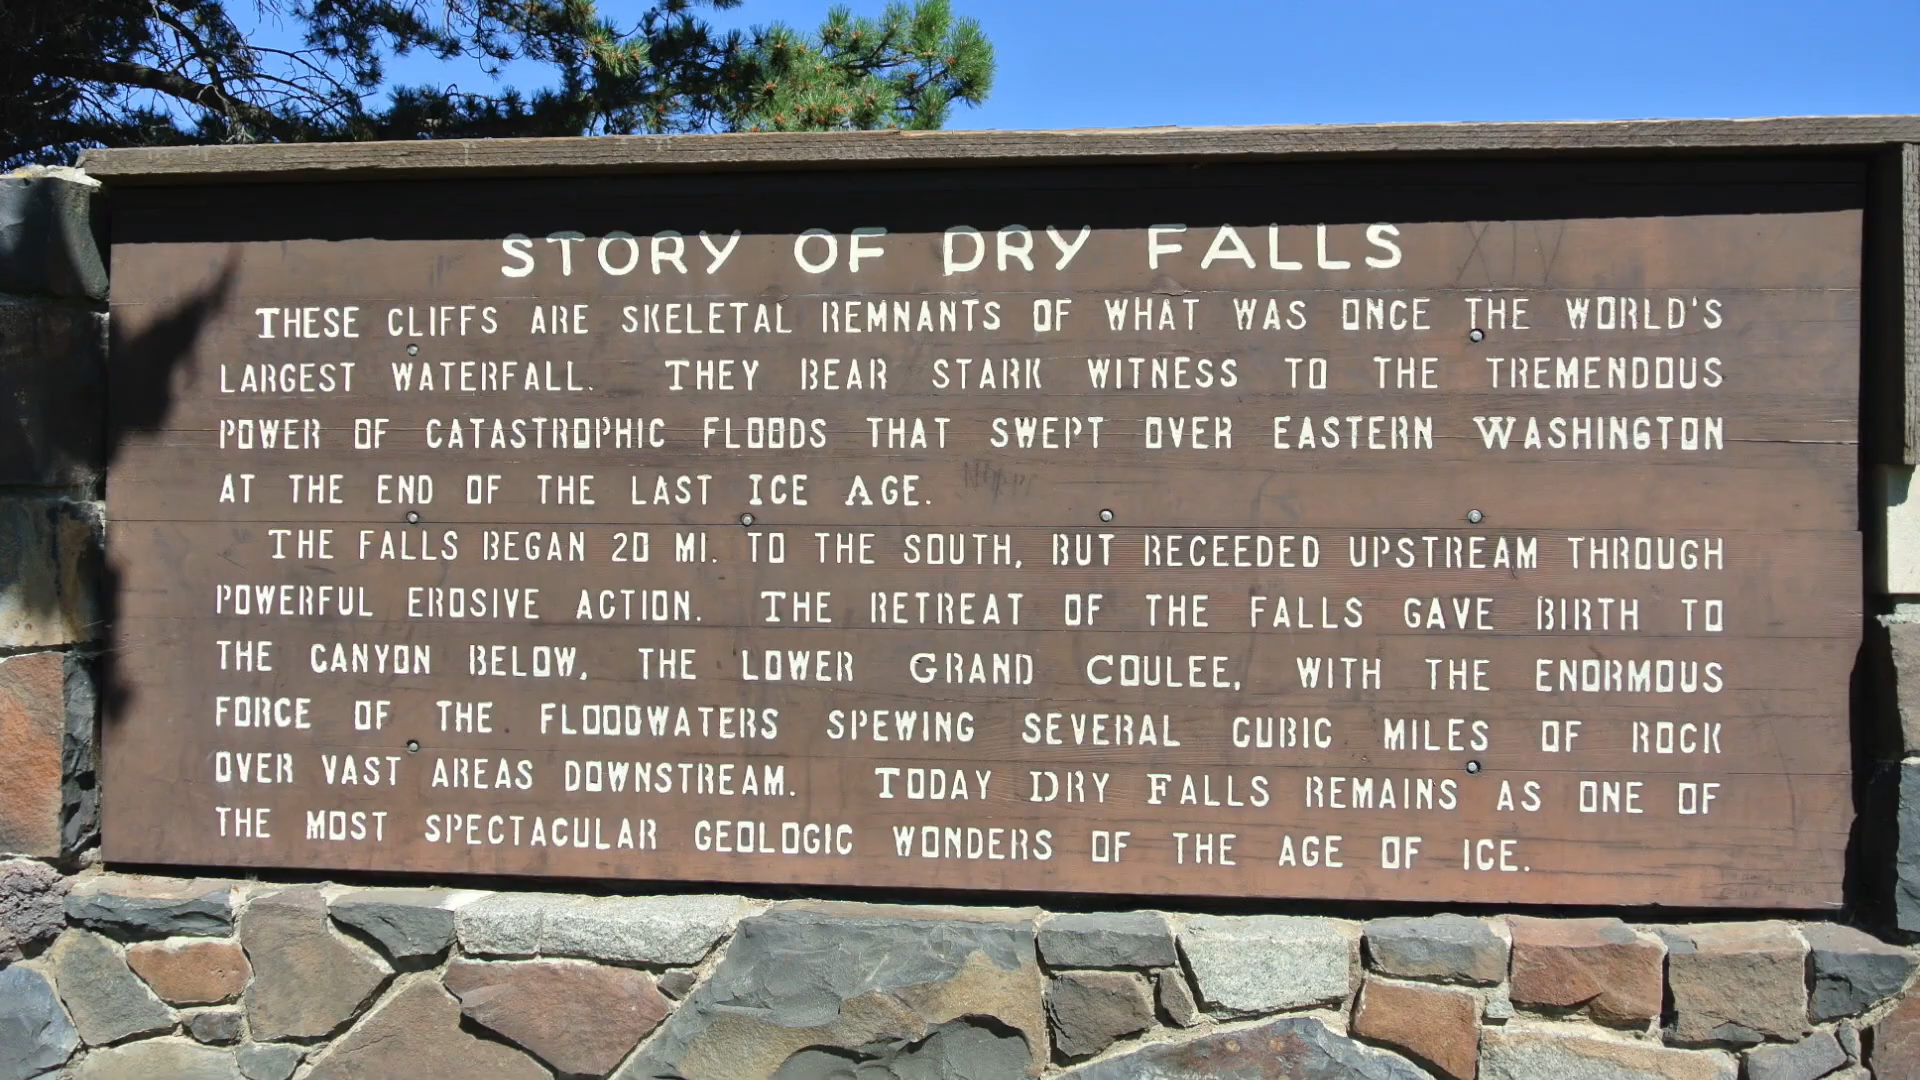 STORY OF DRY FALLS
THESE CLIFFS ARE SKELETAL REMNANTS OF WHAT WAS ONCE THE WORLD'S
LARGEST WATERFALL. THEY BEAR STARK WITNESS TO THE TREMENDOUS
POWER OF CATASTROPHIC FLOODS THAT SWEPT OVER EASTERN WASHINGTON
AT THE END OF THE LAST ICE AGE.
THE FALLS BEGAN 20 MI. TO THE SOUTH, BUT RECEEDED UPSTREAM THROUGH
POWERFUL EROSIVE ACTION. THE RETREAT OF THE FALLS GAVE BIRTH TO
THE CANYON BELOW, THE LOWER GRAND COULEE, WITH THE ENORMOUS
FORCE OF THE FLOODWATERS SPEWING SEVERAL CUBIC MILES OF ROCK
OVER VAST AREAS DOWNSTREAM. TODAY DRY FALLS REMAINS AS ONE OF
THE MOST SPECTACULAR GEOLOGIC WONDERS OF THE AGE OF ICE.